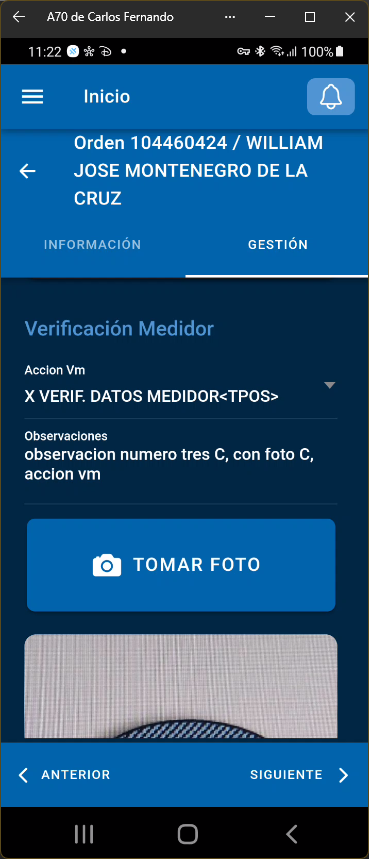 A70 de Carlos Fernando
11:22
100%
Inicio
Orden 104460424 / WILLIAM
JOSE MONTENEGRO DE LA
CRUZ
INFORMACIÓN
GESTIÓN
Verificación Medidor
Accion Vm
X VERIF. DATOS MEDIDOR<TPOS>
Observaciones
observacion numero tres C, con foto C,
accion vm
TOMAR FOTO
ANTERIOR
SIGUIENTE